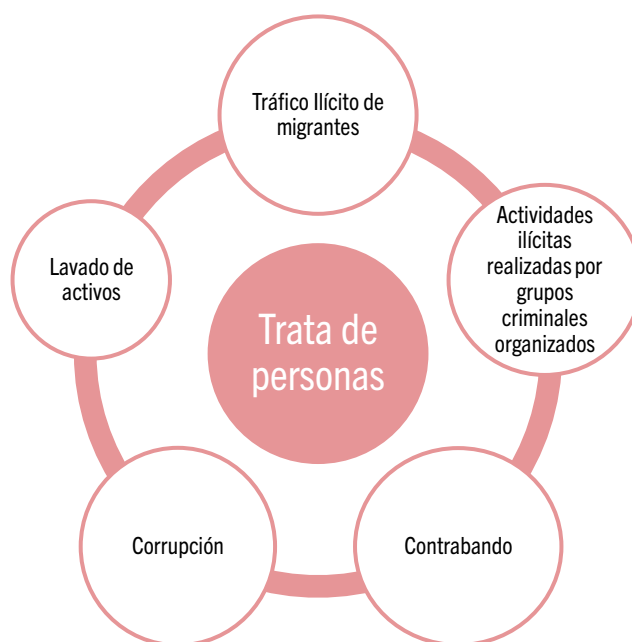 Tráfico Ilícito de
migrantes
Actividades
ilícitas
realizadas por
grupos
criminales
organizados
Contrabando
Corrupción
Lavado de
activos
Trata de
personas